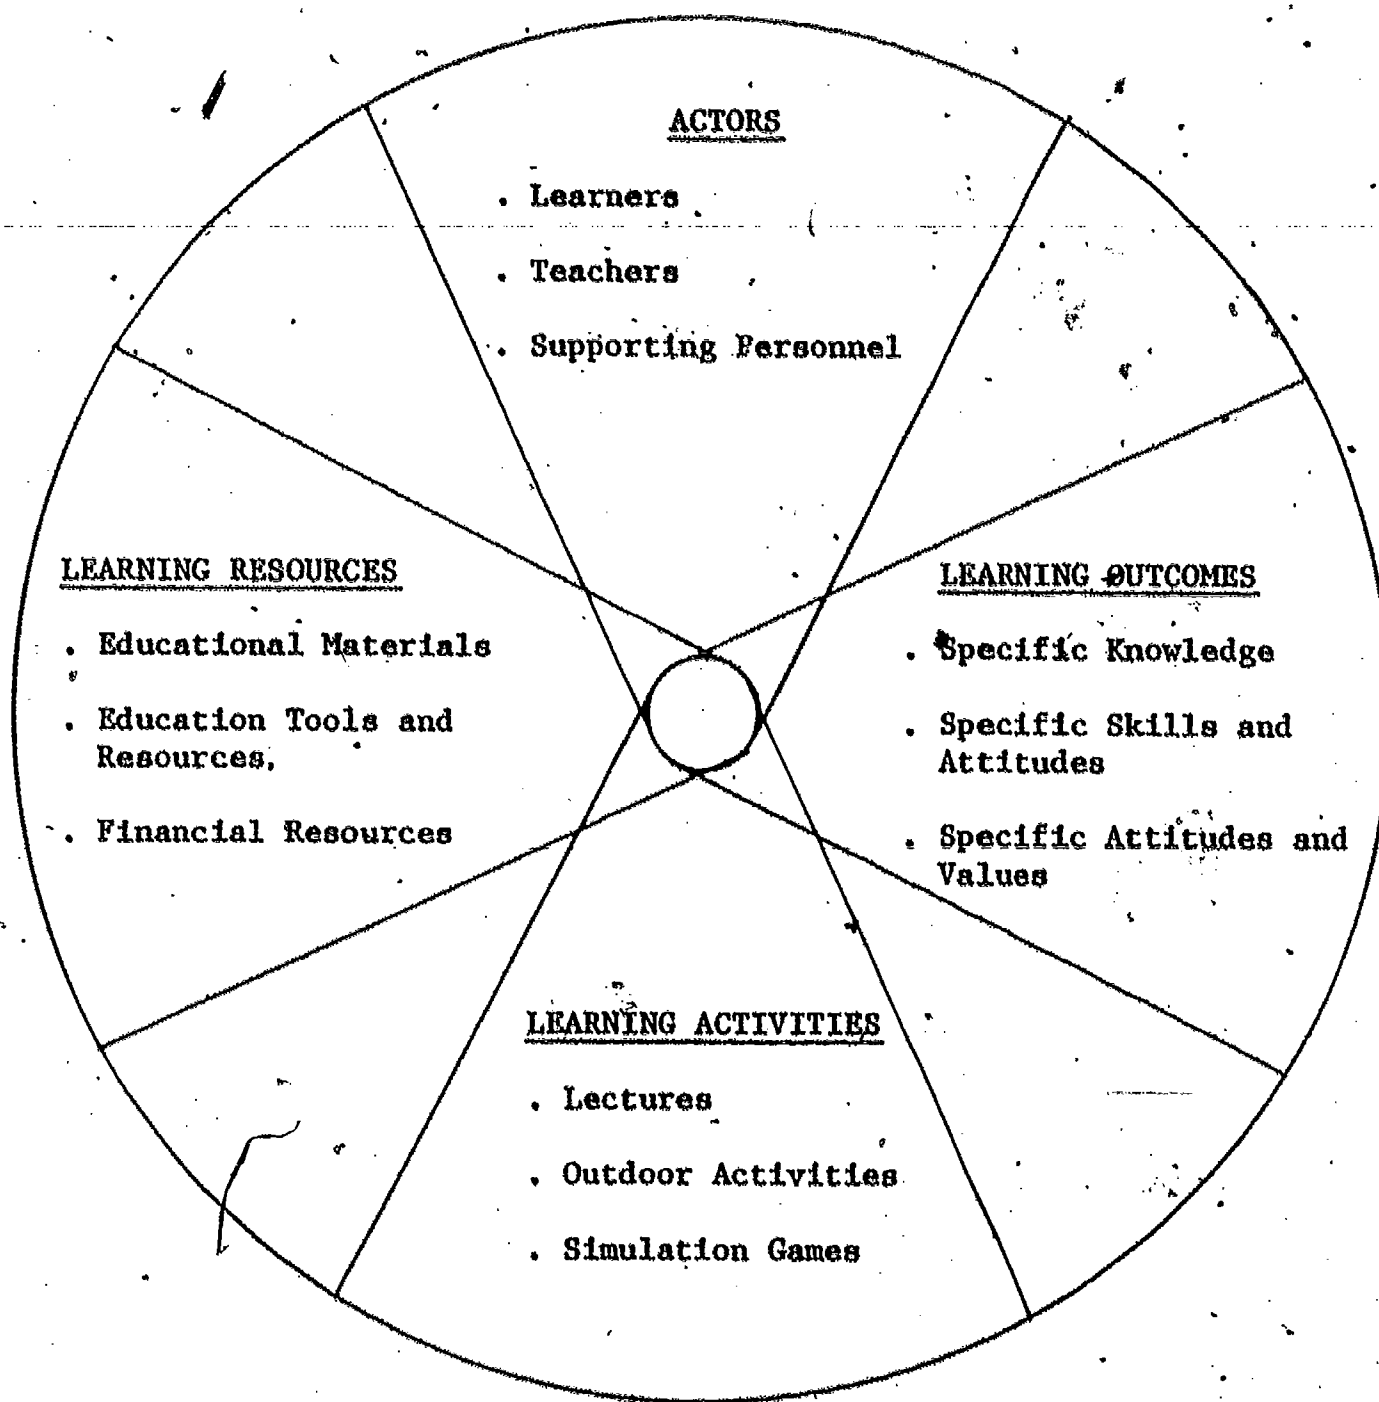 ACTORS
. Learners
. Teachers
. Supporting Personnel
LEARNING RESOURCES
. Educational Materials
. Education Tools and
Resources.
. Financial Resources
LEARNING OUTCOMES
. Specific Knowledge
. Specific Skills and
Attitudes
. Specific Attitudes and
Values
LEARNING ACTIVITIES
. Lectures
. Outdoor Activities
. Simulation Games